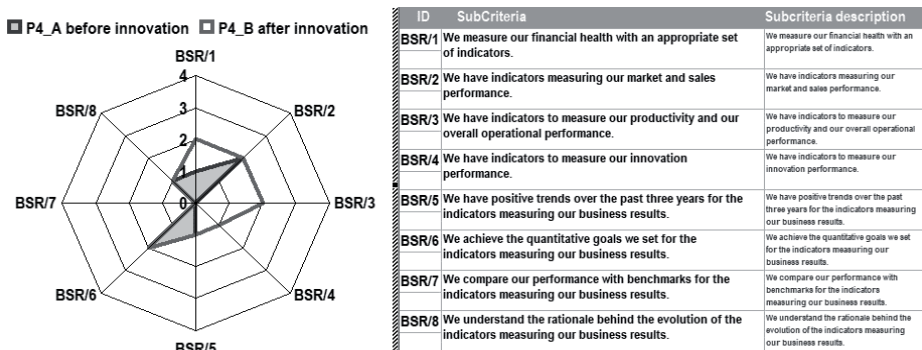 P4_A before innovation P4_B after innovation
BSR/1
4
3
2
1
0
BSR/2
BSR/3
BSR/4
BSR/5
BSR/6
BSR/7
BSR/8
ID SubCriteria Subcriteria description
BSR/1 We measure our financial health with an appropriate set
of indicators.
We measure our financial health with an
appropriate set of indicators.
BSR/2 We have indicators measuring our market and sales
performance.
We have indicators measuring our
market and sales performance.
BSR/3 We have indicators to measure our productivity and our
overall operational performance.
We have indicators to measure our
productivity and our overall operational
performance.
BSR/4 We have indicators to measure our innovation
performance.
We have indicators to measure our
innovation performance.
BSR/5 We have positive trends over the past three years for the
indicators measuring our business results.
We have positive trends over the past
three years for the indicators measuring
our business results.
BSR/6 We achieve the quantitative goals we set for the
indicators measuring our business results.
We achieve the quantitative goals we set
for the indicators measuring our
business results.
BSR/7 We compare our performance with benchmarks for the
indicators measuring our business results.
We compare our performance with
benchmarks for the indicators
measuring our business results.
BSR/8 We understand the rationale behind the evolution of the
indicators measuring our business results.
We understand the rationale behind the
evolution of the indicators measuring
our business results.